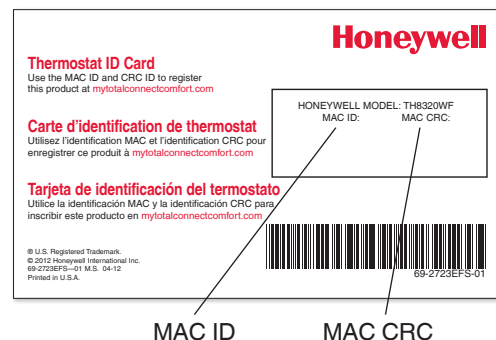 Honeywell
Thermostat ID Card
Use the MAC ID and CRC ID to register
this product at mytotalconnectcomfort.com
HONEYWELL MODEL: TH8320WF
MAC ID: MAC CRC:
Carte d'identification de thermostat
Utilisez l'identification MAC et l'identification CRC pour
enregistrer ce produit à mytotalconnectcomfort.com
Tarjeta de identificación del termostato
Utilice la identificación MAC y la identificación CRC para
inscribir este producto en mytotalconnectcomfort.com
® U.S. Registered Trademark.
© 2012 Honeywell International Inc.
69-2723EFS—01 M.S. 04-12
Printed in U.S.A.
69-2723EFS-01
MAC ID MAC CRC